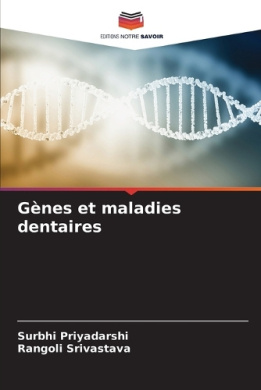 EDITIONS NOTRE SAVOIR
Gènes et maladies
dentaires
Surbhi Priyadarshi
Rangoli Srivastava